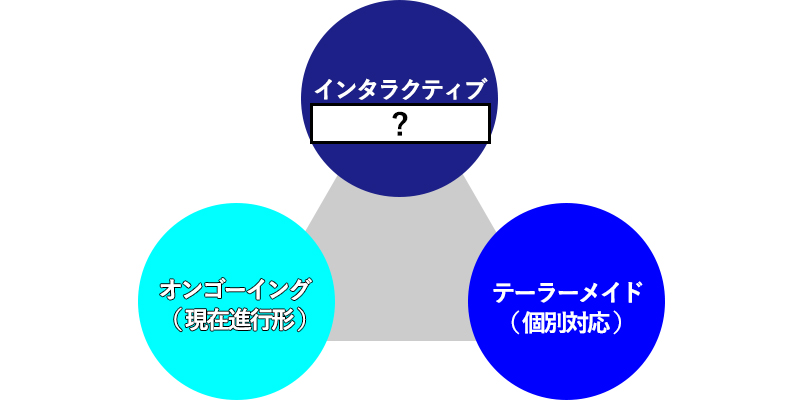 インタラクティブ
?
オンゴーイング
（現在進行形）
テーラーメイド
（個別対応）